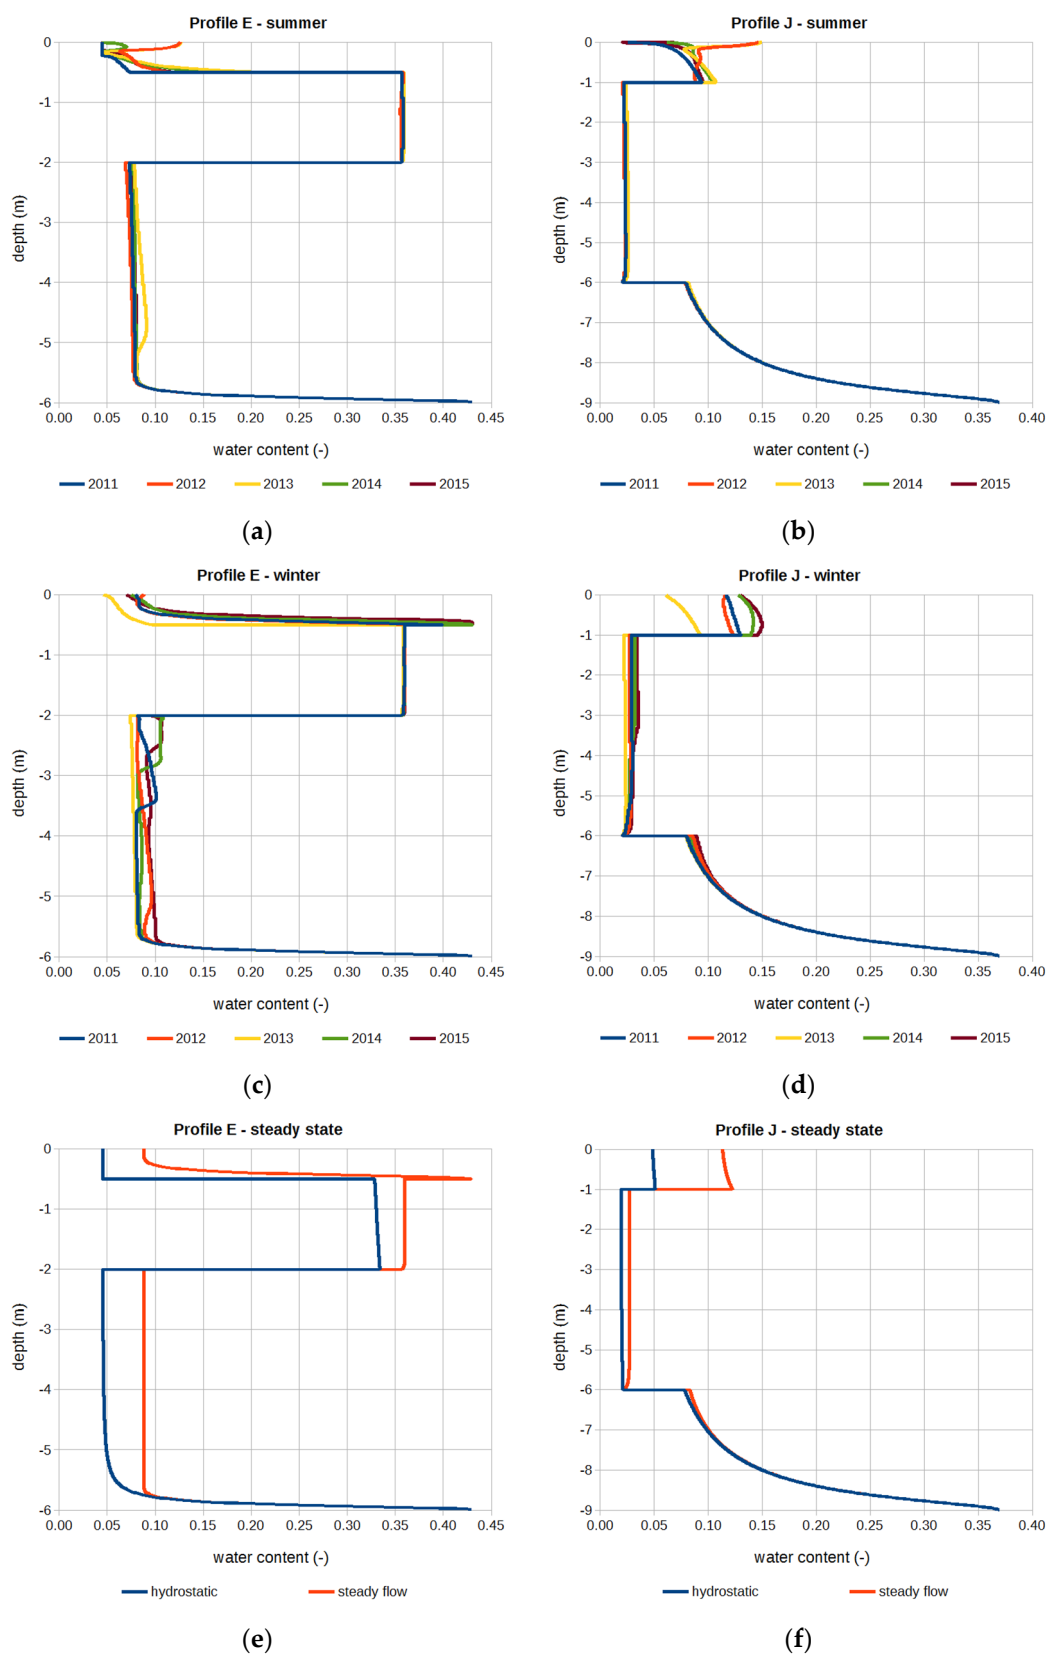 Profile E - summer
0
-1
-2
-3
-4
-5
-6
depth (m)
0.00 0.05 0.10 0.15 0.20 0.25 0.30 0.35 0.40 0.45
water content (-)
2011 2012 2013 2014 2015
(a)
Profile J - summer
0
-1
-2
-3
-4
-5
-6
-7
-8
-9
depth (m)
0.00 0.05 0.10 0.15 0.20 0.25 0.30 0.35 0.40
water content (-)
2011 2012 2013 2014 2015
(b)
Profile E - winter
0
-1
-2
-3
-4
-5
-6
depth (m)
0.00 0.05 0.10 0.15 0.20 0.25 0.30 0.35 0.40 0.45
water content (-)
2011 2012 2013 2014 2015
(c)
Profile J - winter
0
-1
-2
-3
-4
-5
-6
-7
-8
-9
depth (m)
0.00 0.05 0.10 0.15 0.20 0.25 0.30 0.35 0.40
water content (-)
2011 2012 2013 2014 2015
(d)
Profile E - steady state
0
-1
-2
-3
-4
-5
-6
depth (m)
0.00 0.05 0.10 0.15 0.20 0.25 0.30 0.35 0.40 0.45
water content (-)
hydrostatic steady flow
(e)
Profile J - steady state
0
-1
-2
-3
-4
-5
-6
-7
-8
-9
depth (m)
0.00 0.05 0.10 0.15 0.20 0.25 0.30 0.35 0.40
water content (-)
hydrostatic steady flow
(f)